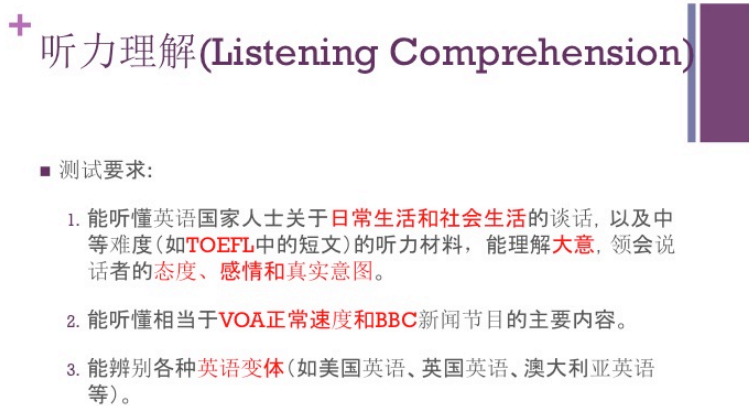 +
听力理解(Listening Comprehension)
■ 测试要求:
1. 能听懂英语国家人士关于日常生活和社会生活的谈话, 以及中
等难度(如TOEFL中的短文)的听力材料，能理解大意, 领会说
话者的态度、感情和真实意图。
2. 能听懂相当于VOA正常速度和BBC新闻节目的主要内容。
3. 能辨别各种英语变体(如美国英语、英国英语、澳大利亚英语
等)。